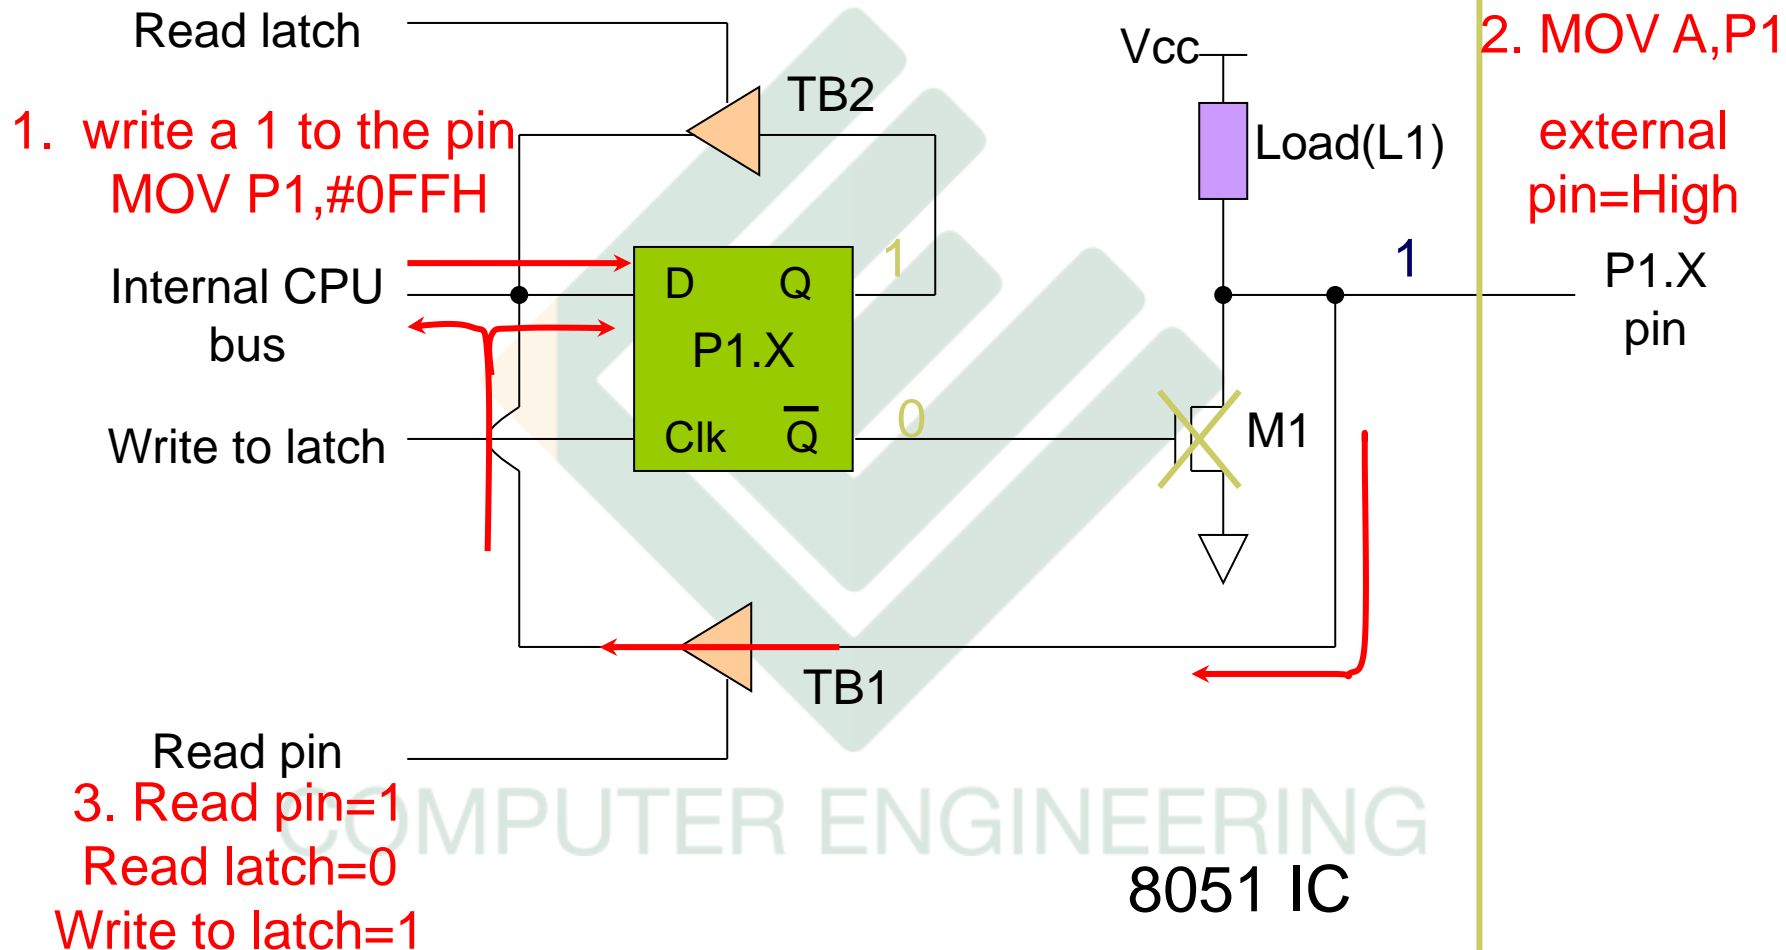 Read latch
Vcc
2. MOV A,P1
TB2
1. write a 1 to the pin
MOV P1,#0FFH
Load(L1)
external
pin=High
Internal CPU
bus
D Q
1
1
P1.X
pin
P1.X
Write to latch
Clk Q̅
0
M1
TB1
Read pin
3. Read pin=1
Read latch=0
Write to latch=1
COMPUTER ENGINEERING
8051 IC